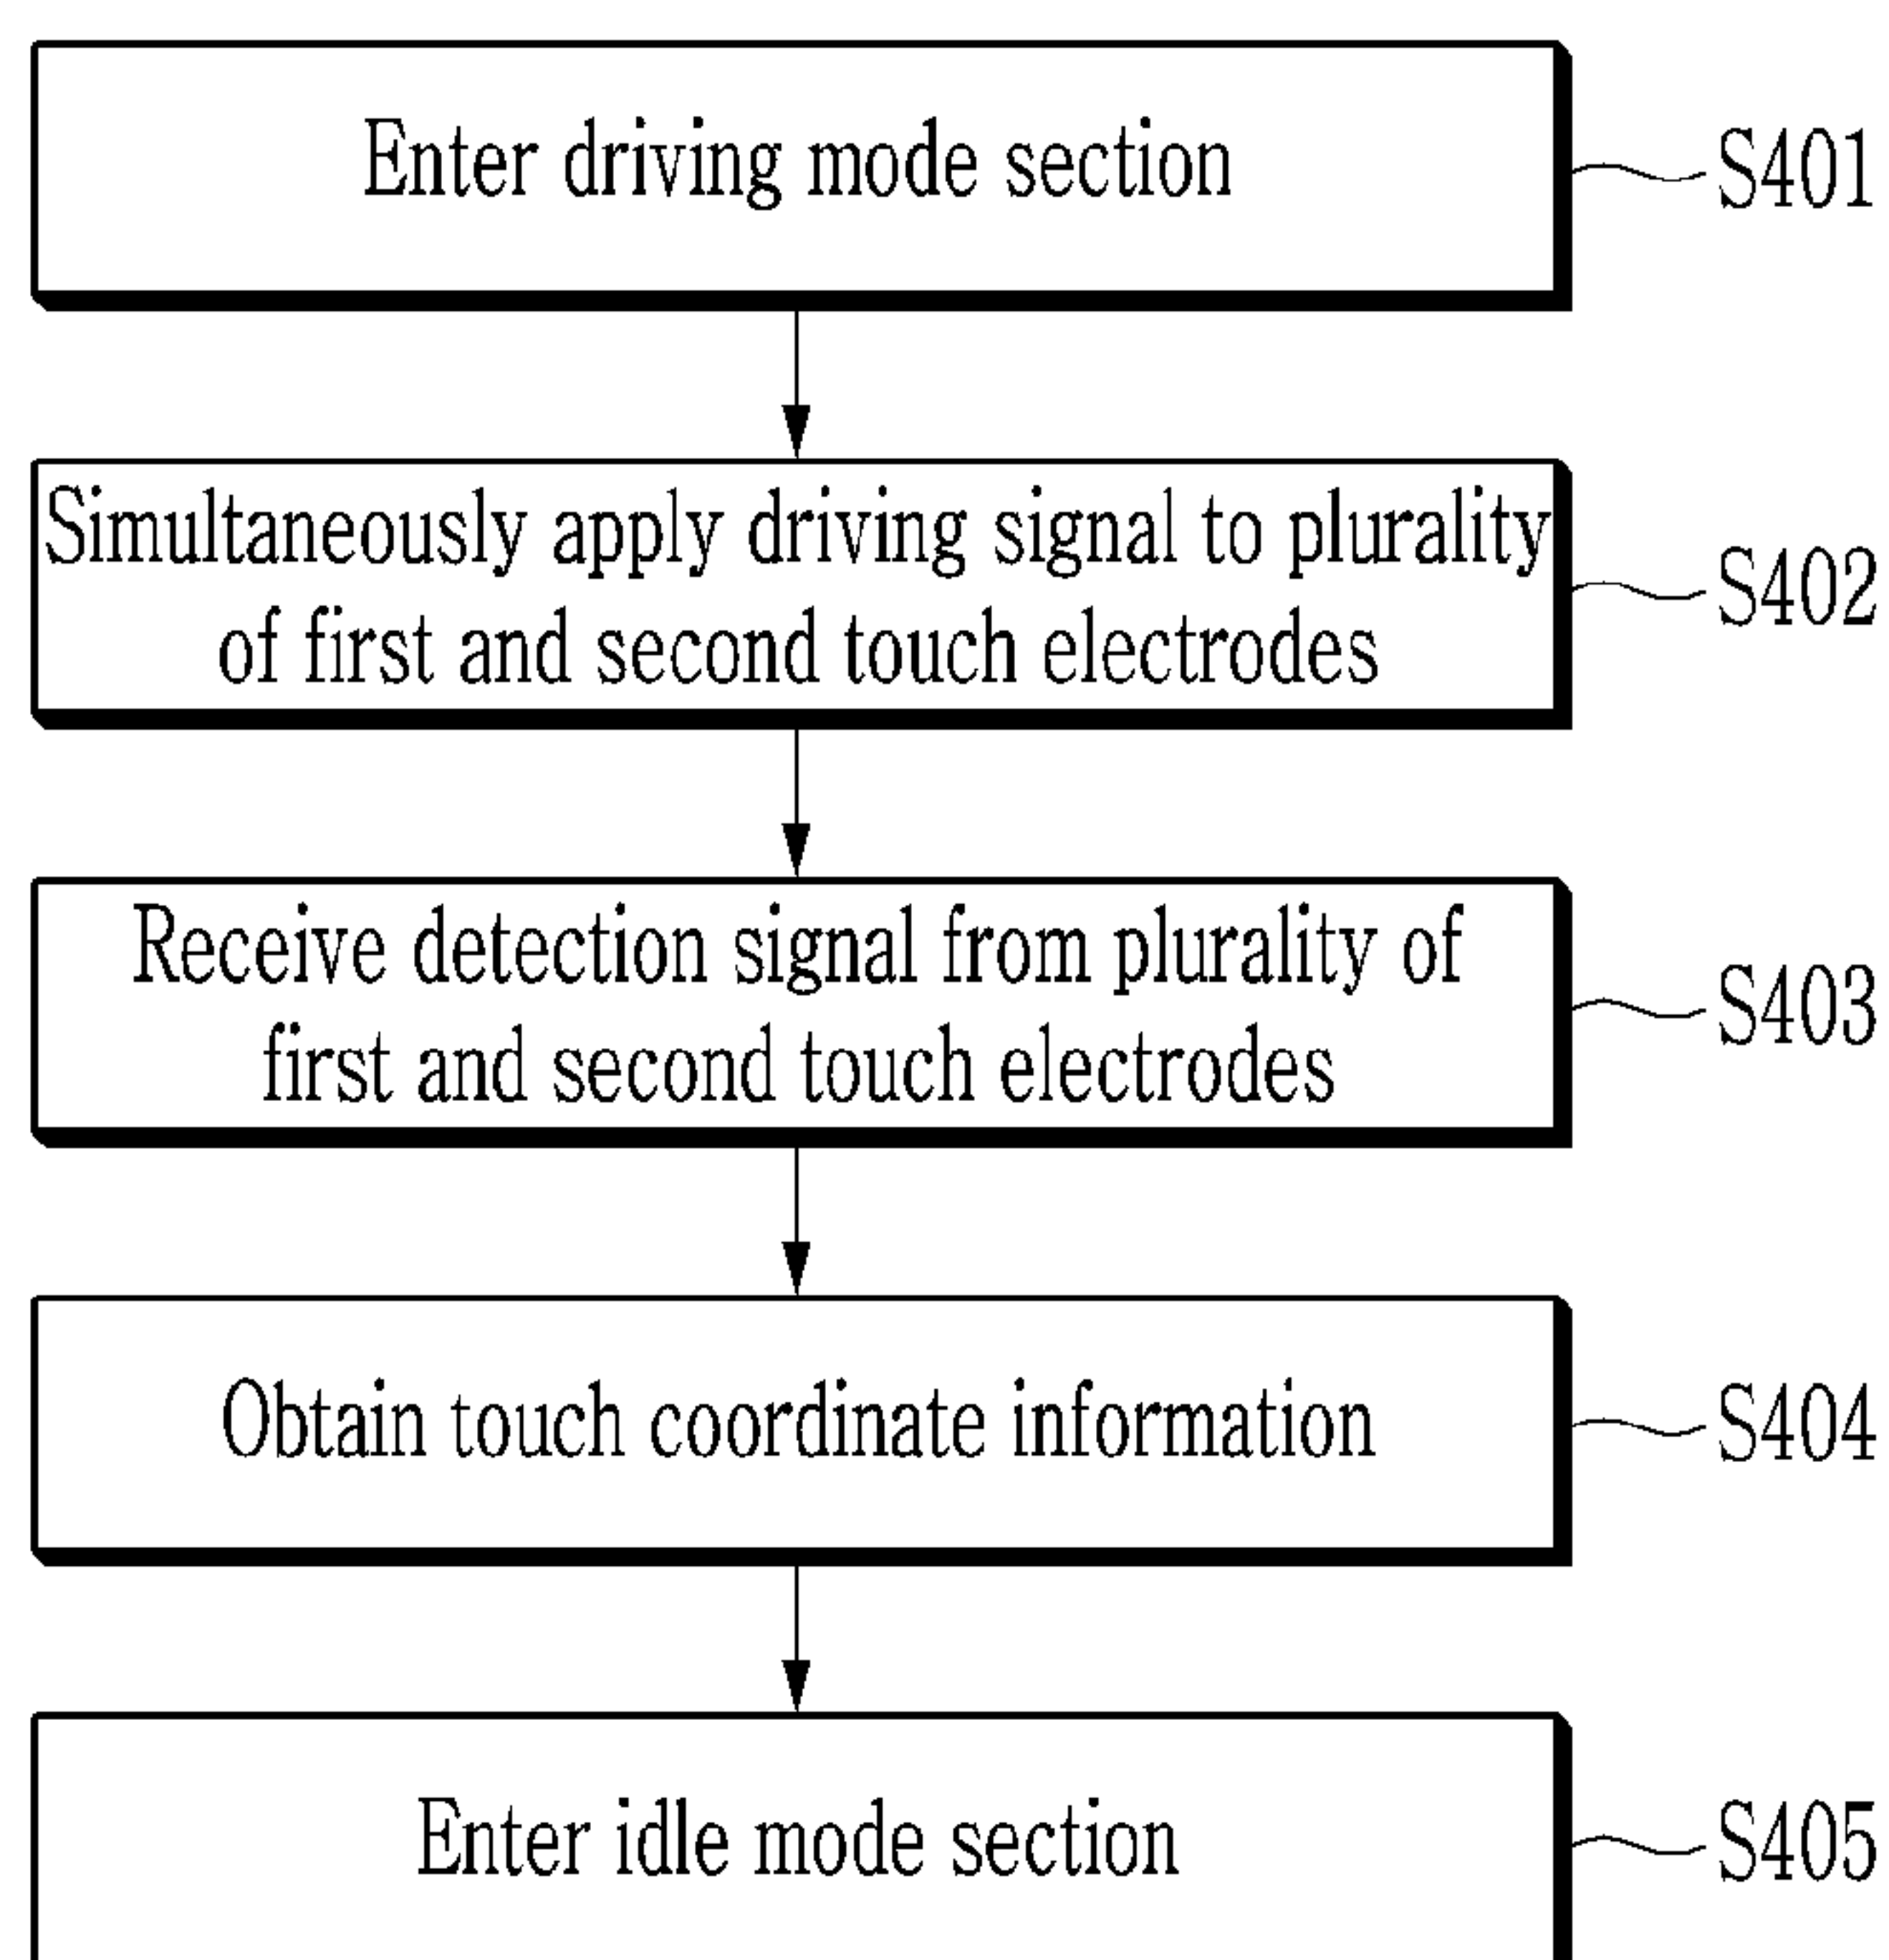 Enter driving mode section
S401
Simultaneously apply driving signal to plurality
of first and second touch electrodes
S402
Receive detection signal from plurality of
first and second touch electrodes
S403
Obtain touch coordinate information
S404
Enter idle mode section
S405